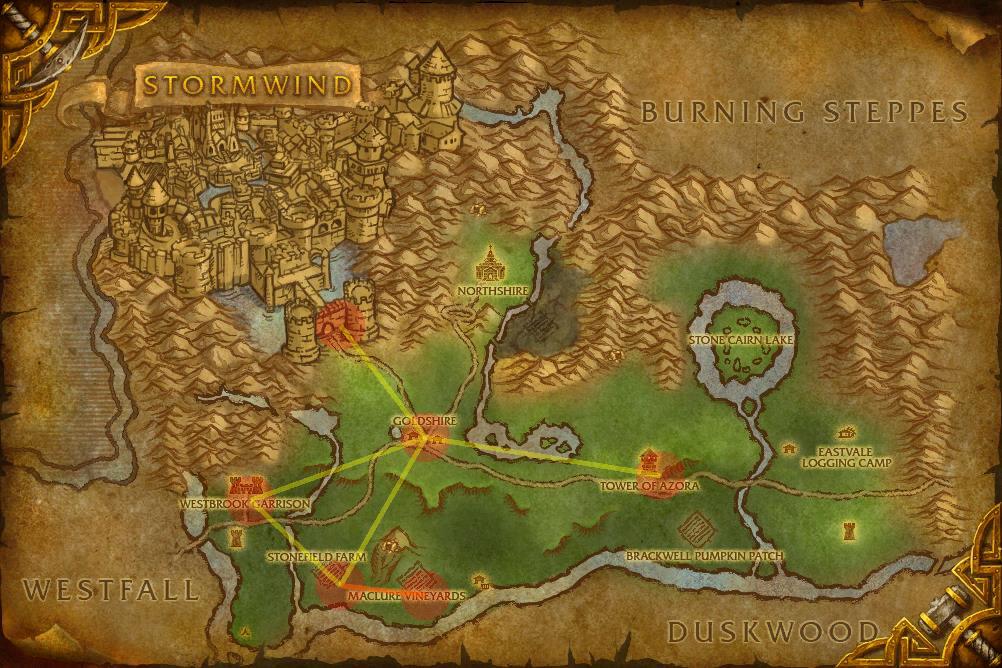 STORMWIND
BURNING STEPPES
NORTHSHIRE
STONE CAIRN LAKE
GOLDSHIRE
EASTVALE
LOGGING CAMP
TOWER OF AZORA
WESTBROOK GARRISON
STONEFIELD FARM
BRACKWELL PUMPKIN PATCH
WESTFALL
MACLURE VINEYARDS
DUSKWOOD